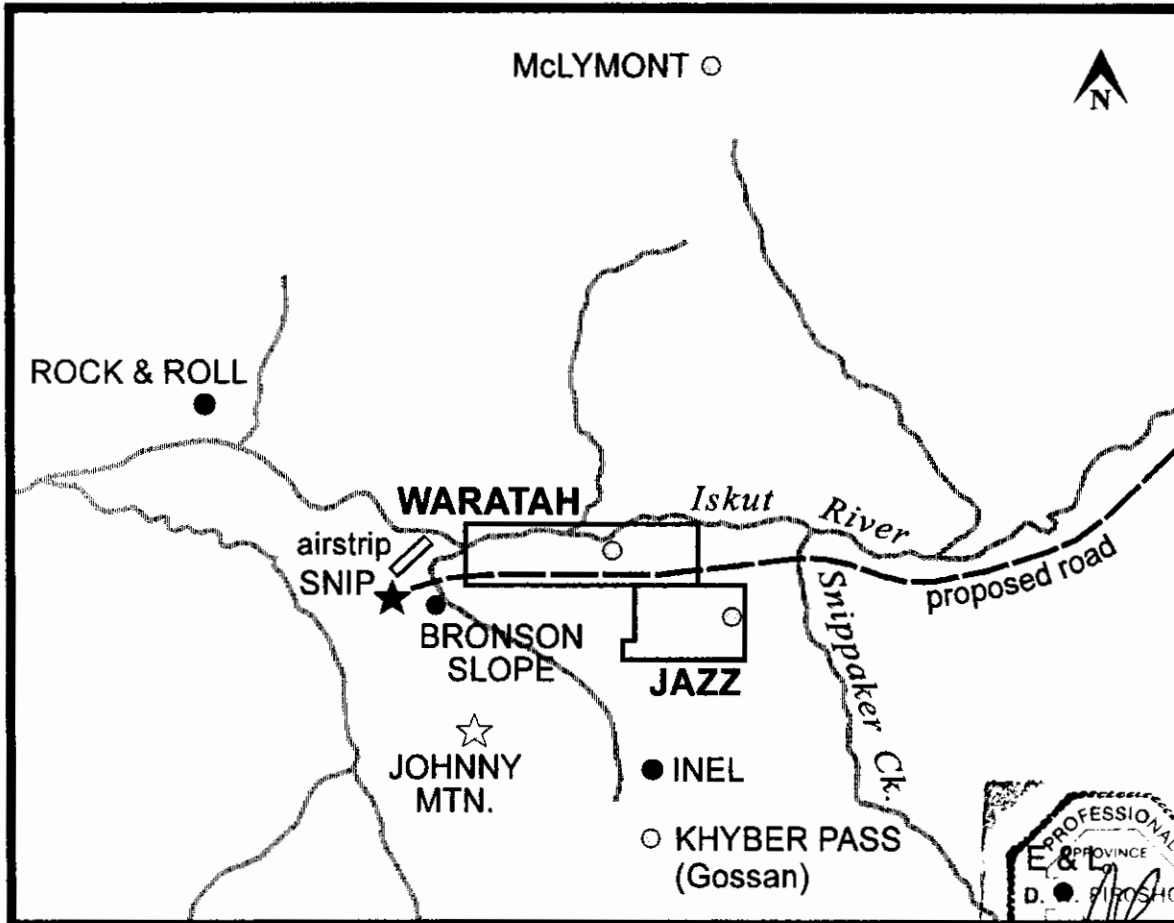 McLYMONT
N
ROCK & ROLL
WARATAH
Iskut River
airstrip
SNIP
proposed road
BRONSON
SLOPE
JAZZ
Snippaker Ck.
JOHNNY
MTN.
INEL
KHYBER PASS
(Gossan)
PROFESSIONAL
PROVINCE
E & L
D.